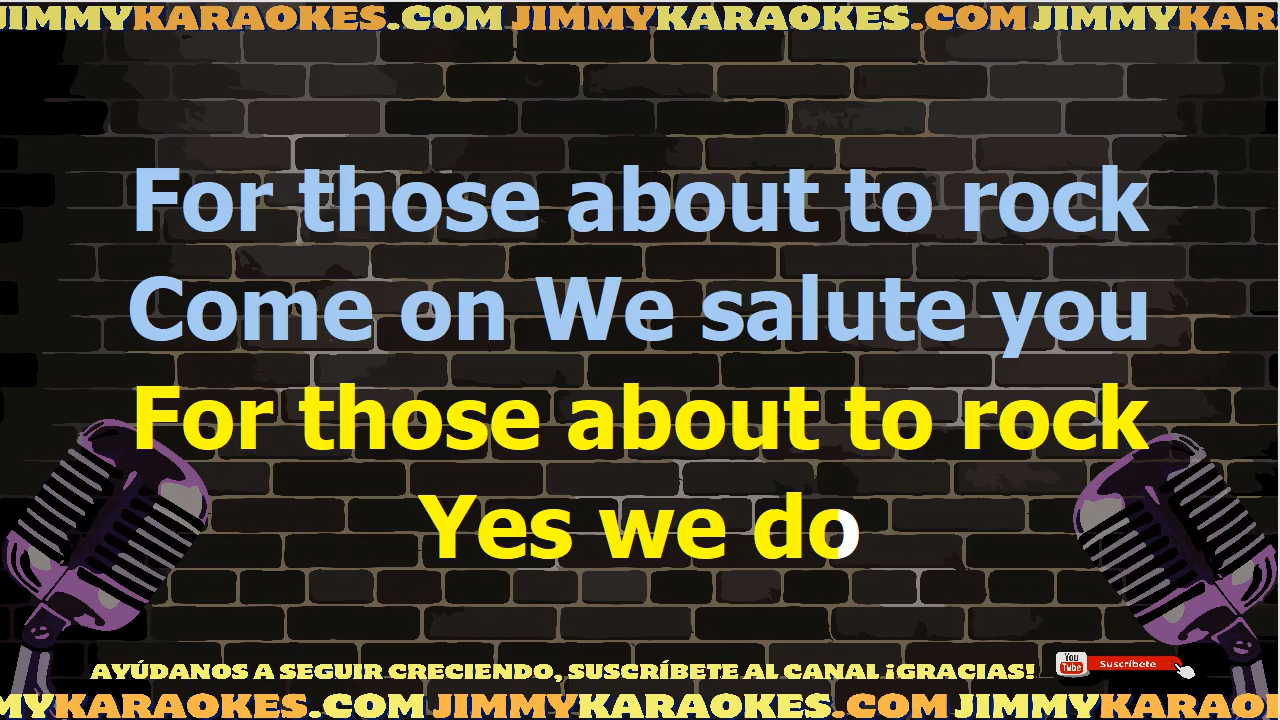 JIMMYKARAOKES.COM JIMMYKARAOKES.COM JIMMYKAR
For those about to rock
Come on We salute you
For those about to rock
Yes we do
AYÚDANOS A SEGUIR CRECIENDO, SUSCRÍBETE AL CANAL ¡GRACIAS!
You Tube Suscríbete
MYKARAOKES.COM JIMMYKARAOKES.COM JIMMYKARAOK